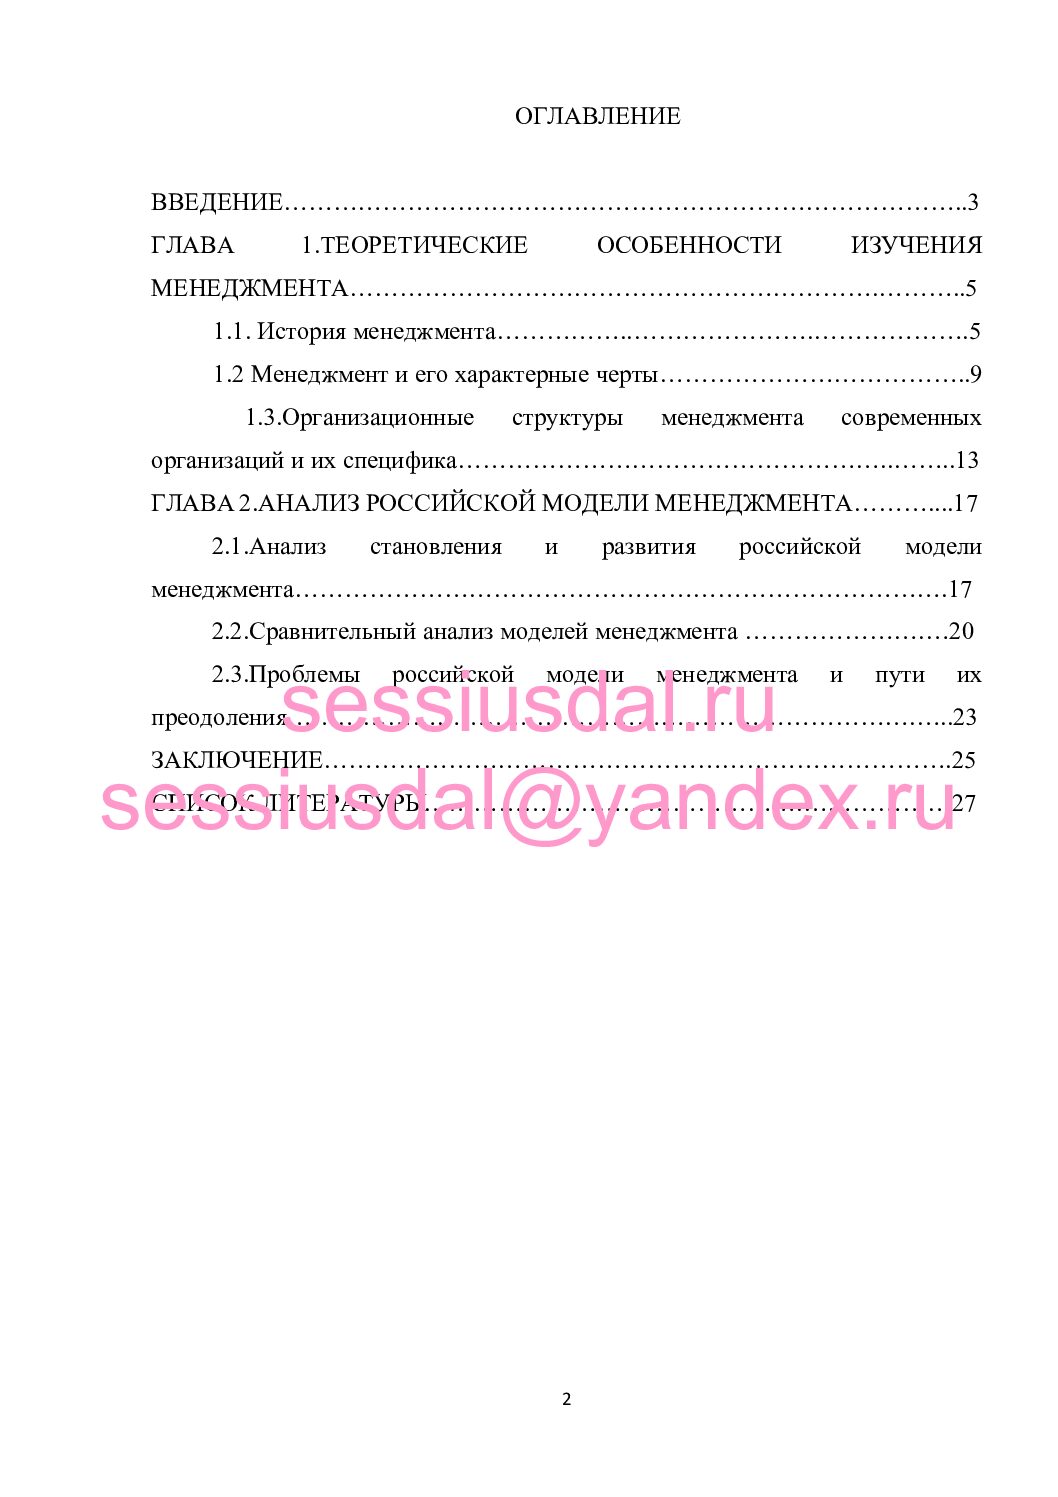 ОГЛАВЛЕНИЕ
ВВЕДЕНИЕ……….……………………….……………………….………………..3
ГЛАВА 1.ТЕОРЕТИЧЕСКИЕ ОСОБЕННОСТИ ИЗУЧЕНИЯ
МЕНЕДЖМЕНТА……………………….……………………….………….………..5
1.1. История менеджмента……….……..………………….……………….5
1.2 Менеджмент и его характерные черты………………….……………..9
1.3.Организационные структуры менеджмента современных
организаций и их специфика……………………………………………..……..13
ГЛАВА 2.АНАЛИЗ РОССИЙСКОЙ МОДЕЛИ МЕНЕДЖМЕНТА………....17
2.1.Анализ становления и развития российской модели
менеджмента………………….……………………….……………………….17
2.2.Сравнительный анализ моделей менеджмента …………………….20
2.3.Проблемы российской модели менеджмента и пути их
преодоления……………….……………………….……………………..23
sessiusdal.ru
ЗАКЛЮЧЕНИЕ……………….……………………….……………………….25
СПИСОК ЛИТЕРАТУРЫ……………….……………………….……………27
sessiusdal@yandex.ru
2